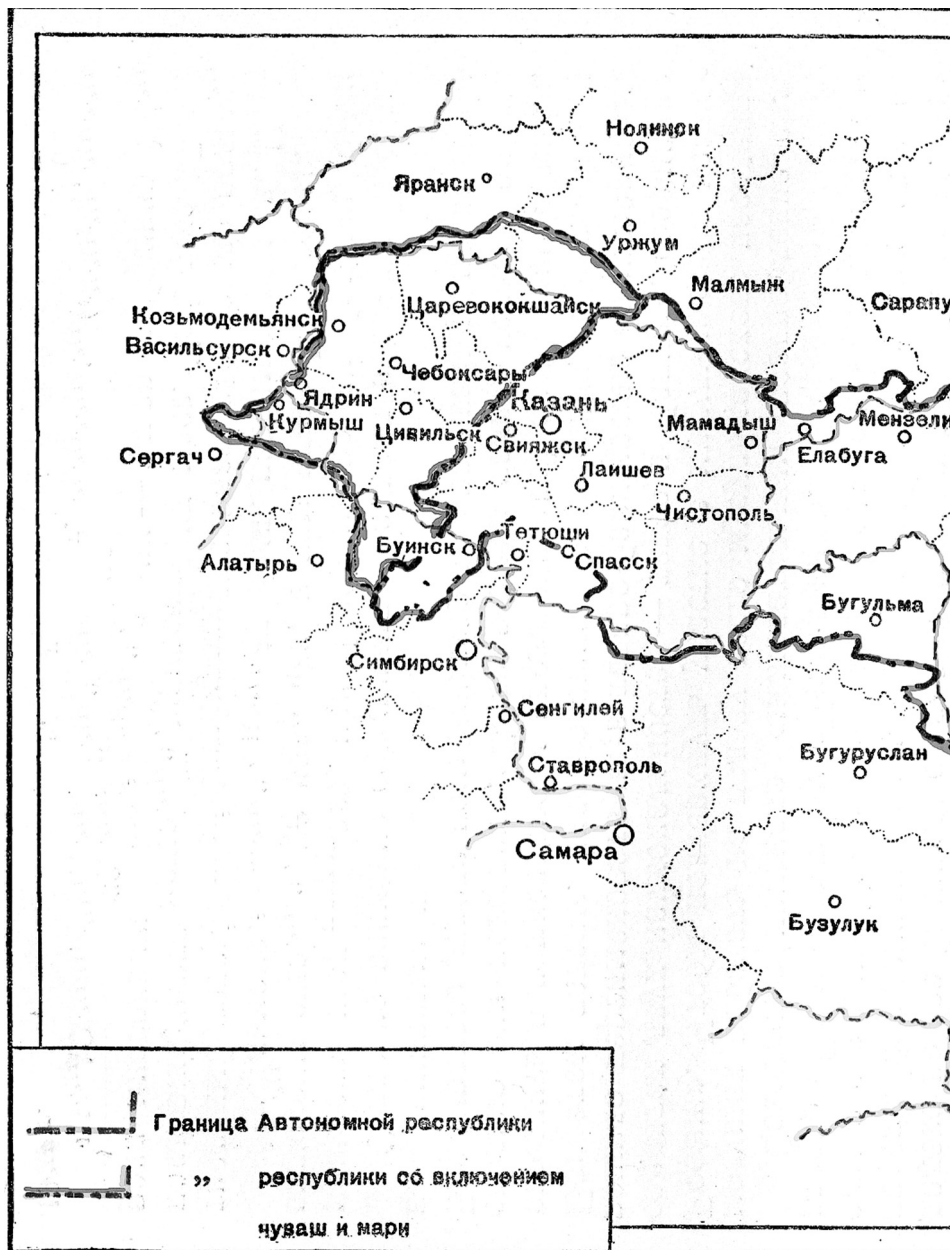 Нолинск
Яранск
Уржум
Малмыж
Царевококшайск
Сарапу
Козьмодемьянск
Васильсурск
Чебоксары
Ядрин
Казань
Курмыш
Цивильск
Мамадыш
Мензели
Свияжск
Елабуга
Сергач
Лаишев
Чистополь
Тетюши
Буинск
Алатырь
Спасск
Бугульма
Симбирск
Сенгилей
Бугуруслан
Ставрополь
Самара
Бузулук
Граница Автономной республики
„ республики со включением
чуваш и мари